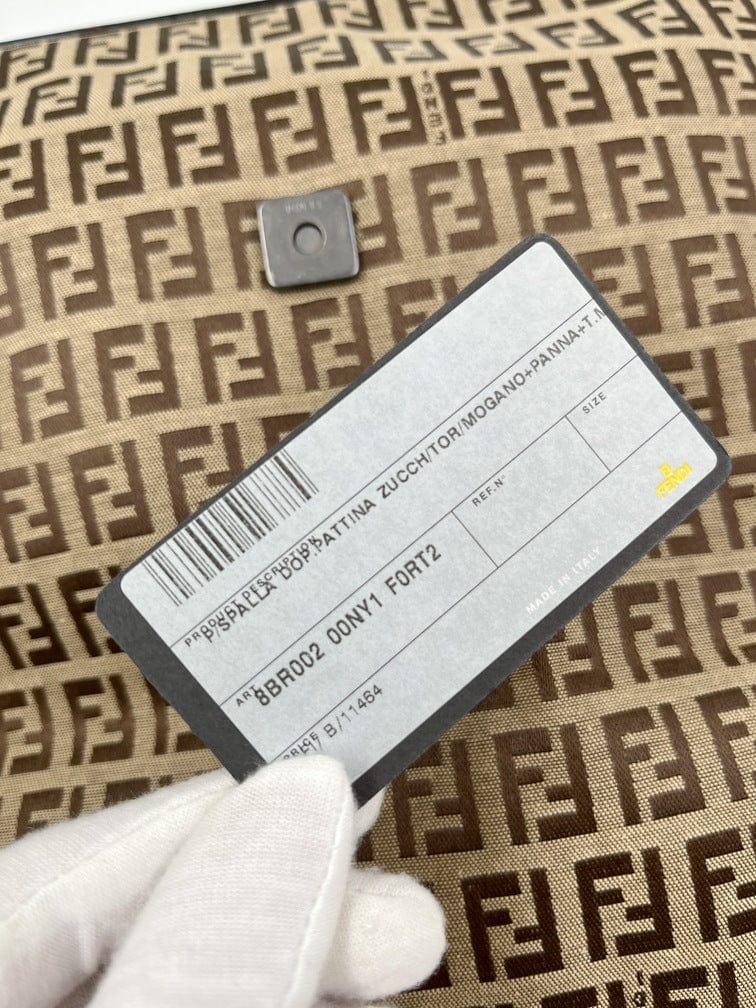 PRODUCT DESCRIPTION
P/SPALLA DOP.PATTINA ZUCCH/TOR/MOGANO+PANNA+T.M
ART.
8BR002 00NY1 F0RT2
REF.N°
SIZE
PRICE
B/11464
FENDI
MADE IN ITALY